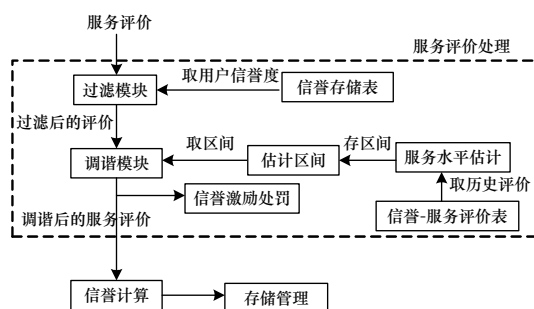 服务评价
服务评价处理
取用户信誉度
过滤模块
信誉存储表
过滤后的评价
取区间
存区间
调谐模块
估计区间
服务水平估计
取历史评价
信誉激励处罚
调谐后的服务评价
信誉-服务评价表
信誉计算
存储管理